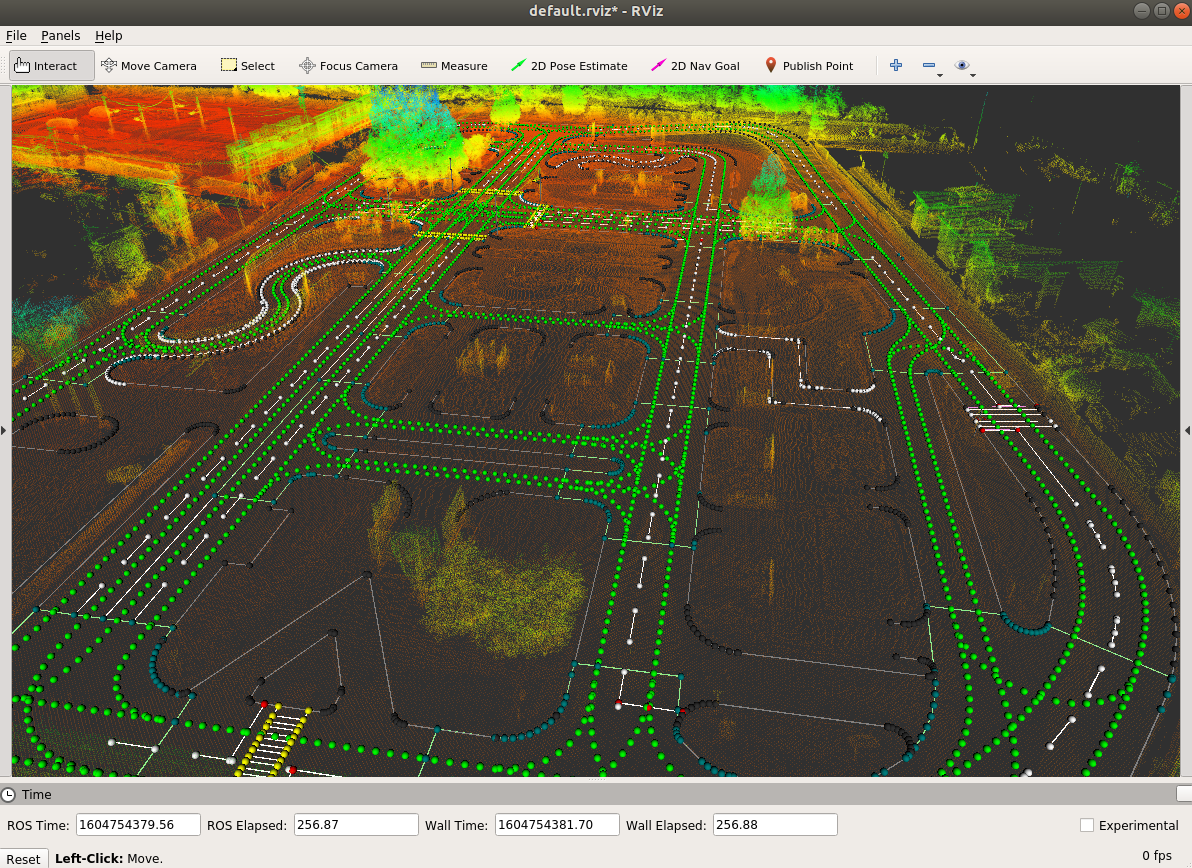 default.rviz* - RViz
File Panels Help
Interact Move Camera Select Focus Camera Measure 2D Pose Estimate 2D Nav Goal Publish Point
Time
ROS Time: 1604754379.56 ROS Elapsed: 256.87 Wall Time: 1604754381.70 Wall Elapsed: 256.88 Experimental
Reset Left-Click: Move. 0 fps